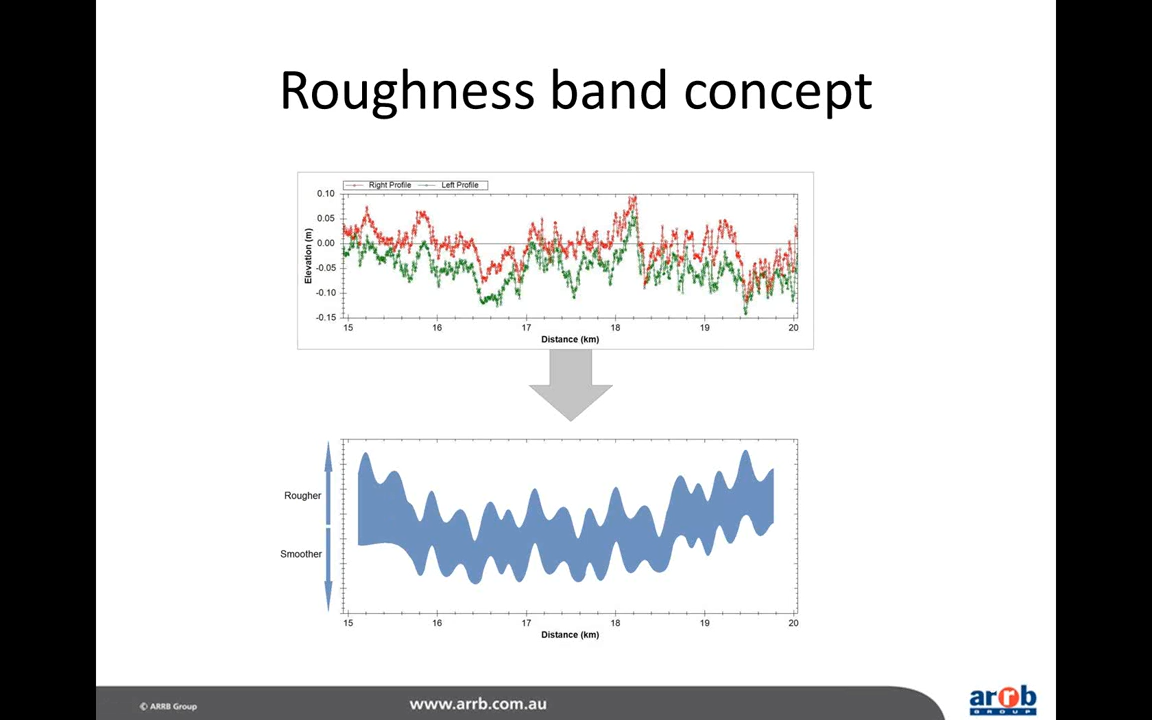 Roughness band concept
Right Profile Left Profile
0.10
0.05
0.00
-0.05
-0.10
-0.15
Elevation (m)
15 16 17 18 19 20
Distance (km)
Rougher
Smoother
15 16 17 18 19 20
Distance (km)
© ARRB Group
www.arrb.com.au
arrb
GROUP